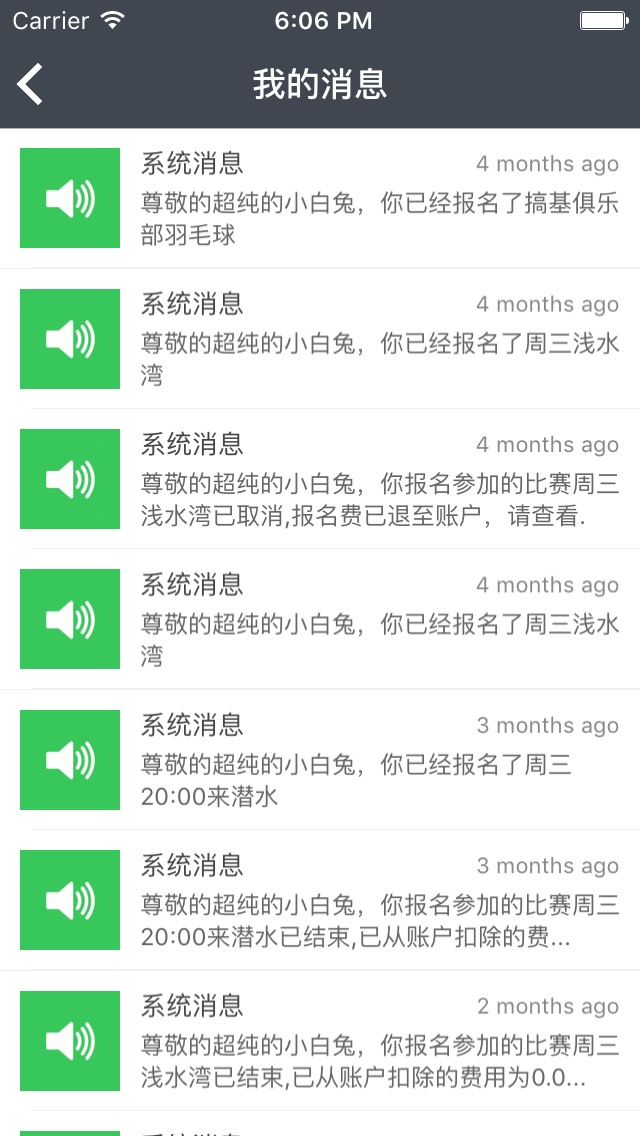 Carrier 6:06 PM
我的消息
系统消息 4 months ago
尊敬的超纯的小白兔，你已经报名了搞基俱乐
部羽毛球
系统消息 4 months ago
尊敬的超纯的小白兔，你已经报名了周三浅水
湾
系统消息 4 months ago
尊敬的超纯的小白兔，你报名参加的比赛周三
浅水湾已取消,报名费已退至账户，请查看.
系统消息 4 months ago
尊敬的超纯的小白兔，你已经报名了周三浅水
湾
系统消息 3 months ago
尊敬的超纯的小白兔，你已经报名了周三
20:00来潜水
系统消息 3 months ago
尊敬的超纯的小白兔，你报名参加的比赛周三
20:00来潜水已结束,已从账户扣除的费...
系统消息 2 months ago
尊敬的超纯的小白兔，你报名参加的比赛周三
浅水湾已结束,已从账户扣除的费用为0.0...